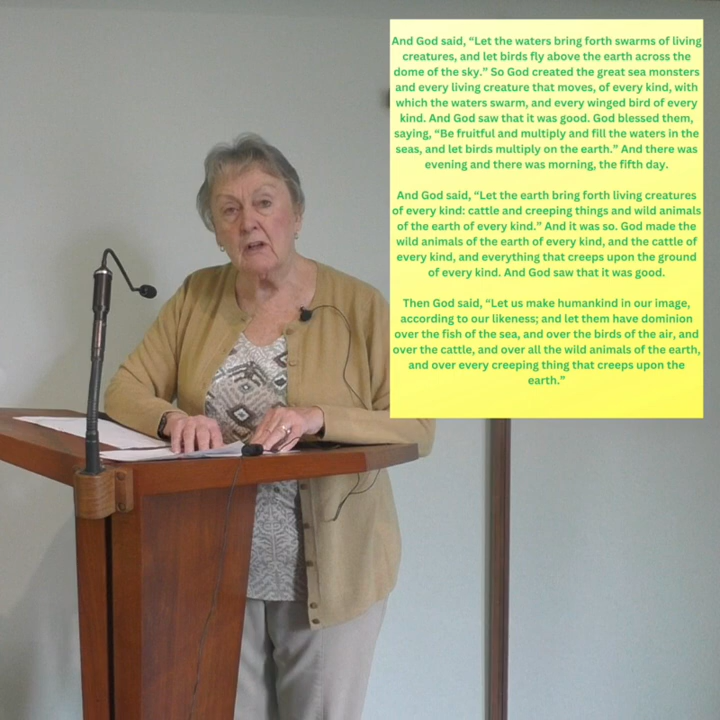 And God said, “Let the waters bring forth swarms of living
creatures, and let birds fly above the earth across the
dome of the sky.” So God created the great sea monsters
and every living creature that moves, of every kind, with
which the waters swarm, and every winged bird of every
kind. And God saw that it was good. God blessed them,
saying, “Be fruitful and multiply and fill the waters in the
seas, and let birds multiply on the earth.” And there was
evening and there was morning, the fifth day.
And God said, “Let the earth bring forth living creatures
of every kind: cattle and creeping things and wild animals
of the earth of every kind.” And it was so. God made the
wild animals of the earth of every kind, and the cattle of
every kind, and everything that creeps upon the ground
of every kind. And God saw that it was good.
Then God said, “Let us make humankind in our image,
according to our likeness; and let them have dominion
over the fish of the sea, and over the birds of the air, and
over the cattle, and over all the wild animals of the earth,
and over every creeping thing that creeps upon the
earth.”